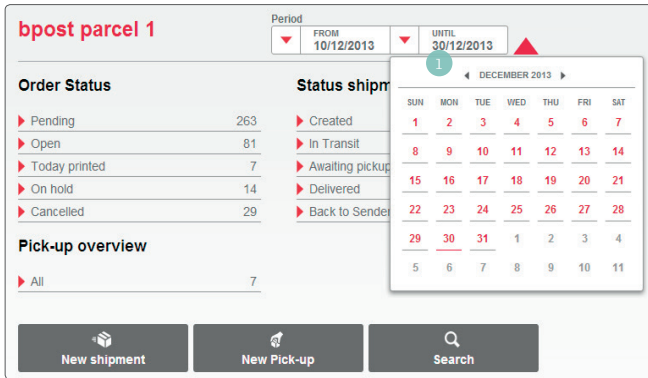 bpost parcel 1
Period
FROM
10/12/2013
UNTIL
30/12/2013
1
Order Status
Pending 263
Open 81
Today printed 7
On hold 14
Cancelled 29
Pick-up overview
All 7
Status shipm
Created
In Transit
Awaiting pickup
Delivered
Back to Sender
DECEMBER 2013
SUN MON TUE WED THU FRI SAT
1 2 3 4 5 6 7
8 9 10 11 12 13 14
15 16 17 18 19 20 21
22 23 24 25 26 27 28
29 30 31 1 2 3 4
5 6 7 8 9 10 11
New shipment
New Pick-up
Search